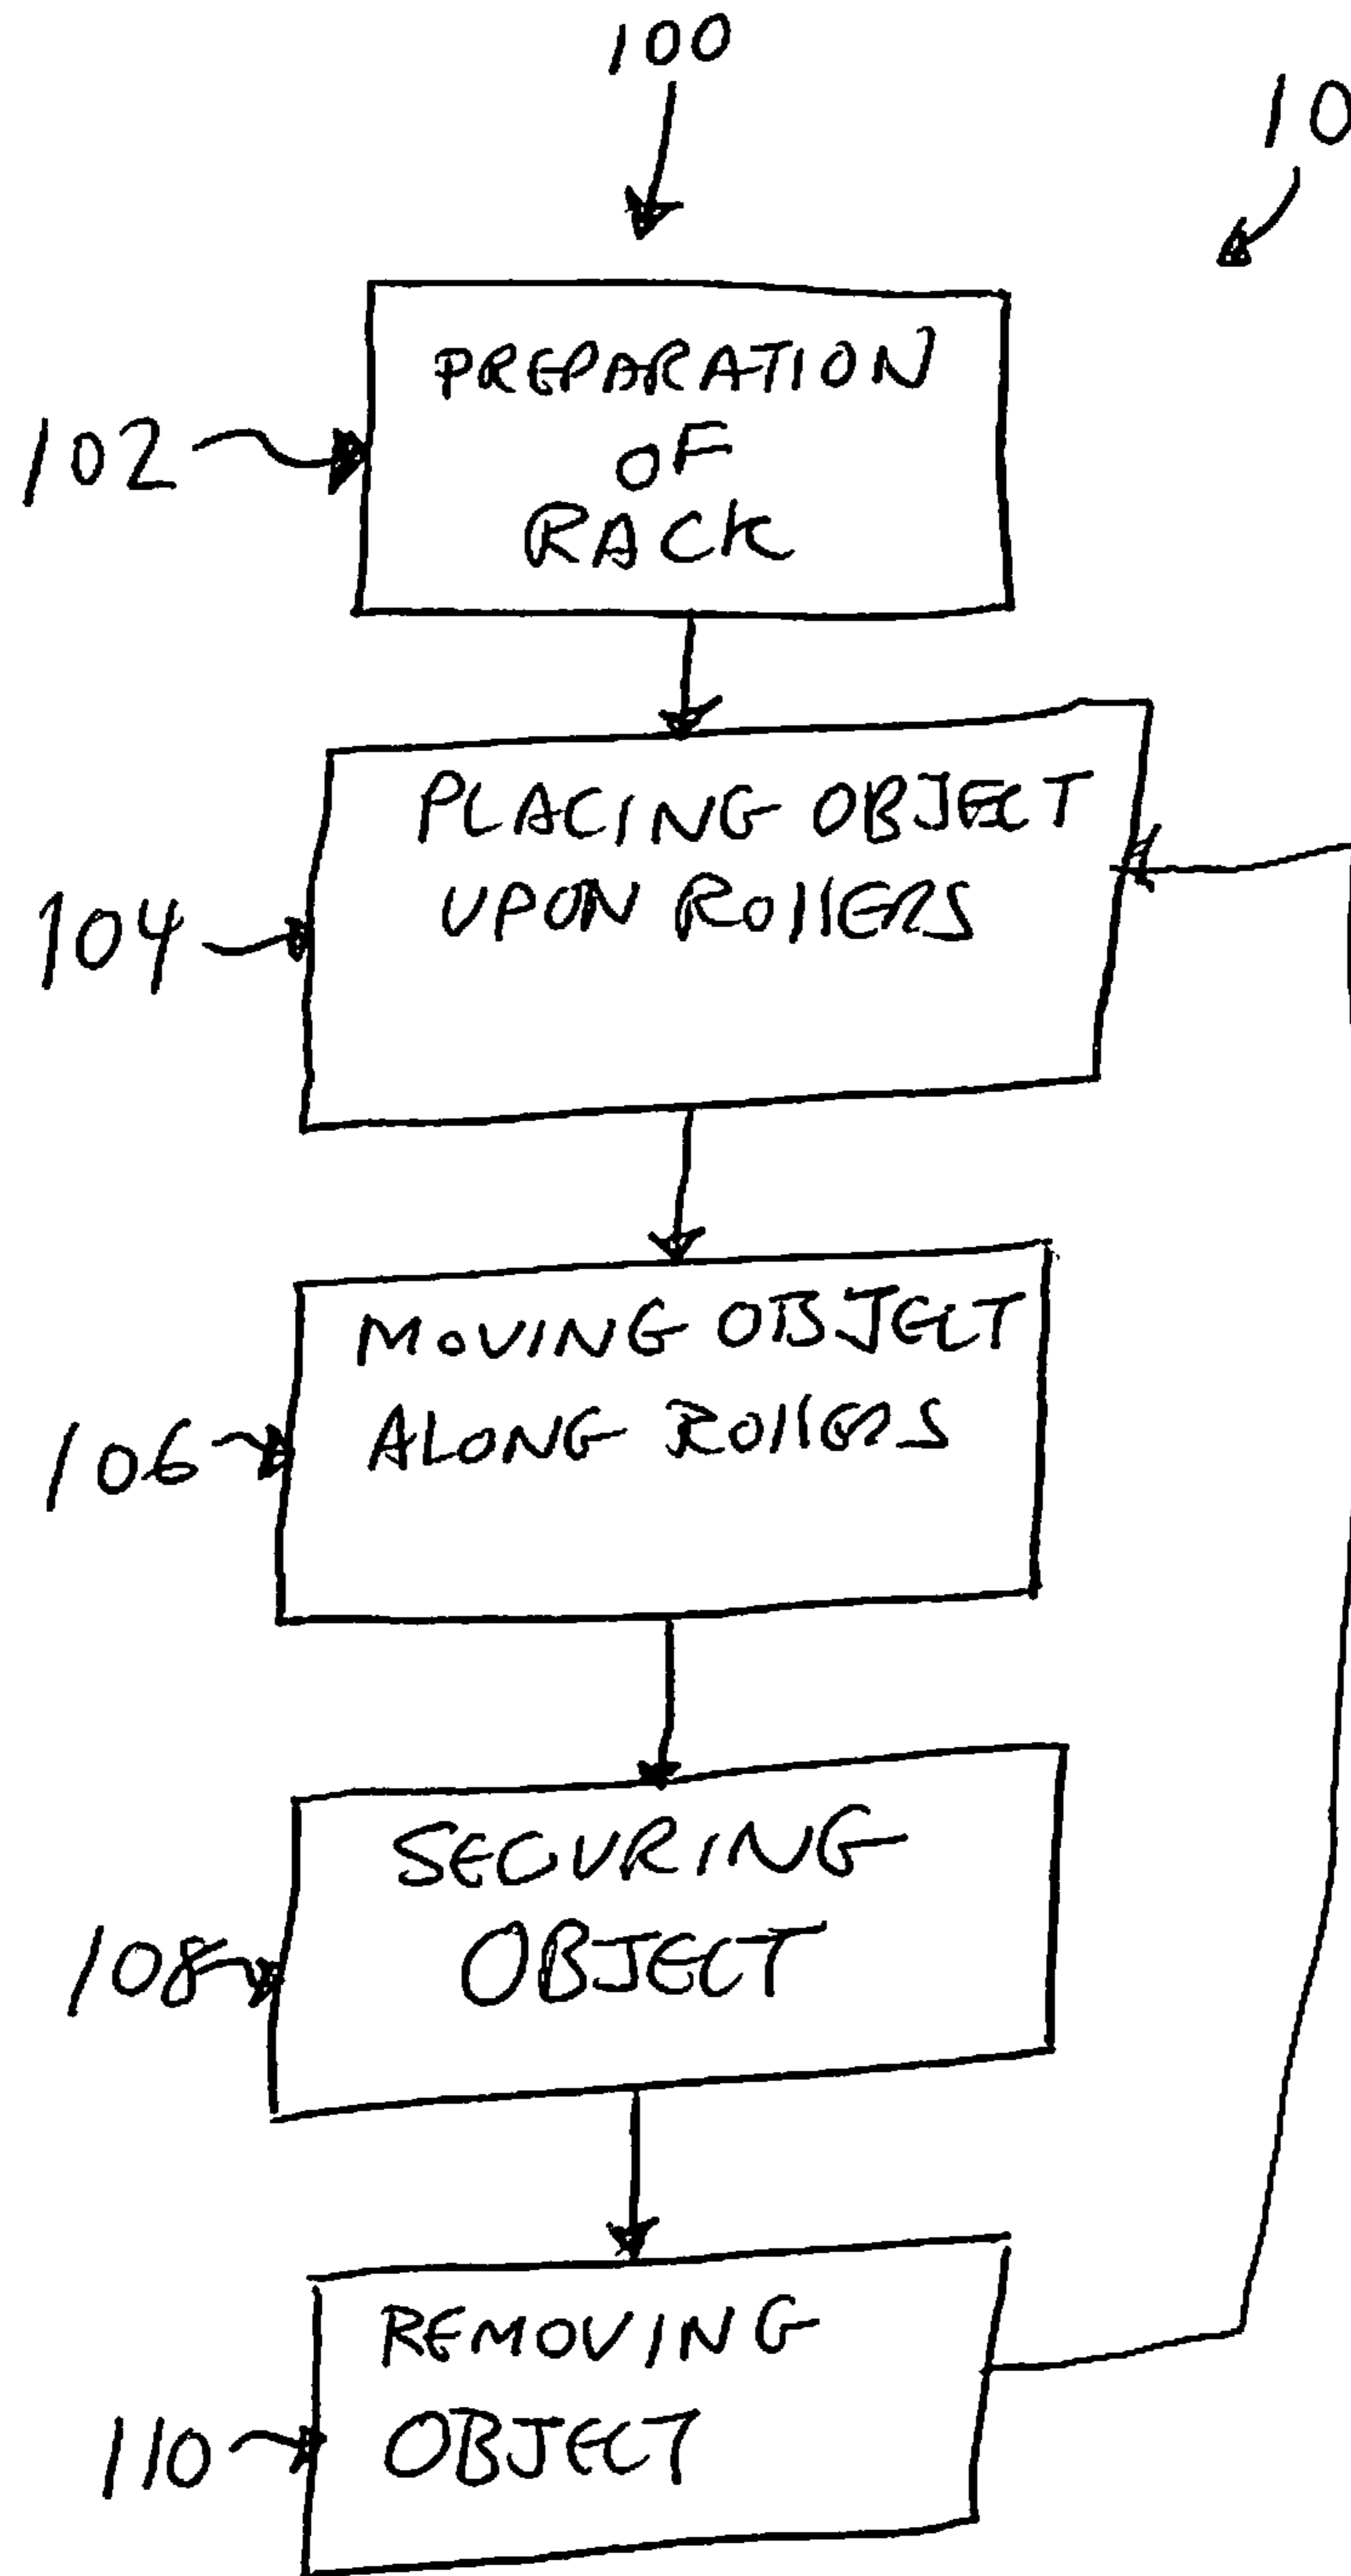 100
10
PREPARATION
OF
RACK
102
PLACING OBJECT
UPON ROllERS
104
MOVING OBJECT
ALONG ROllERS
106
SECURING
OBJECT
108
REMOVING
OBJECT
110